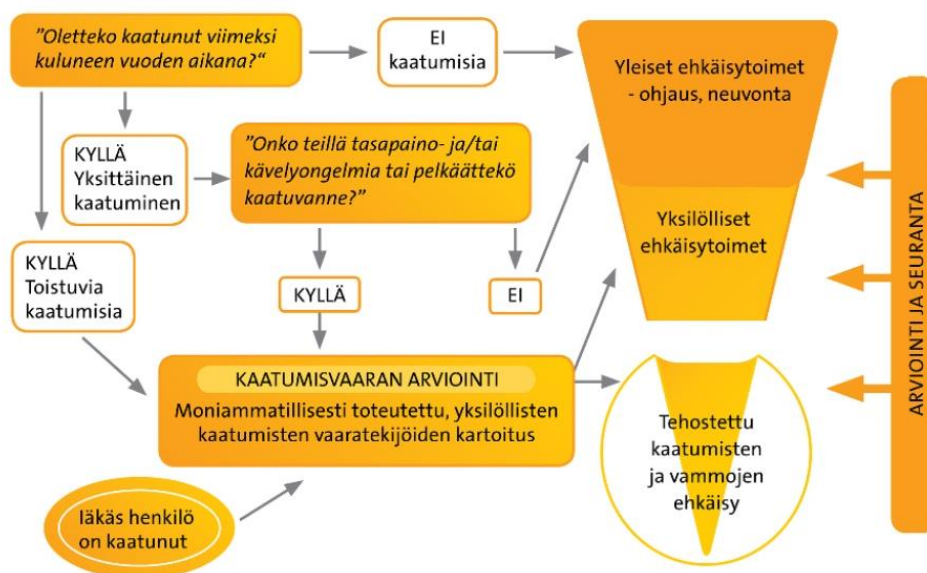 ”Oletteko kaatunut viimeksi
kuluneen vuoden aikana?“
EI
kaatumisia
Yleiset ehkäisytoimet
- ohjaus, neuvonta
KYLLÄ
Yksittäinen
kaatuminen
”Onko teillä tasapaino- ja/tai
kävelyongelmia tai pelkäättekö
kaatuvanne?”
Yksilölliset
ehkäisytoimet
KYLLÄ
Toistuvia
kaatumisia
KYLLÄ
EI
KAATUMISVAARAN ARVIOINTI
Moniammatillisesti toteutettu, yksilöllisten
kaatumisten vaaratekijöiden kartoitus
Tehostettu
kaatumisten
ja vammojen
ehkäisy
Iäkäs henkilö
on kaatunut
ARVIOINTI JA SEURANTA